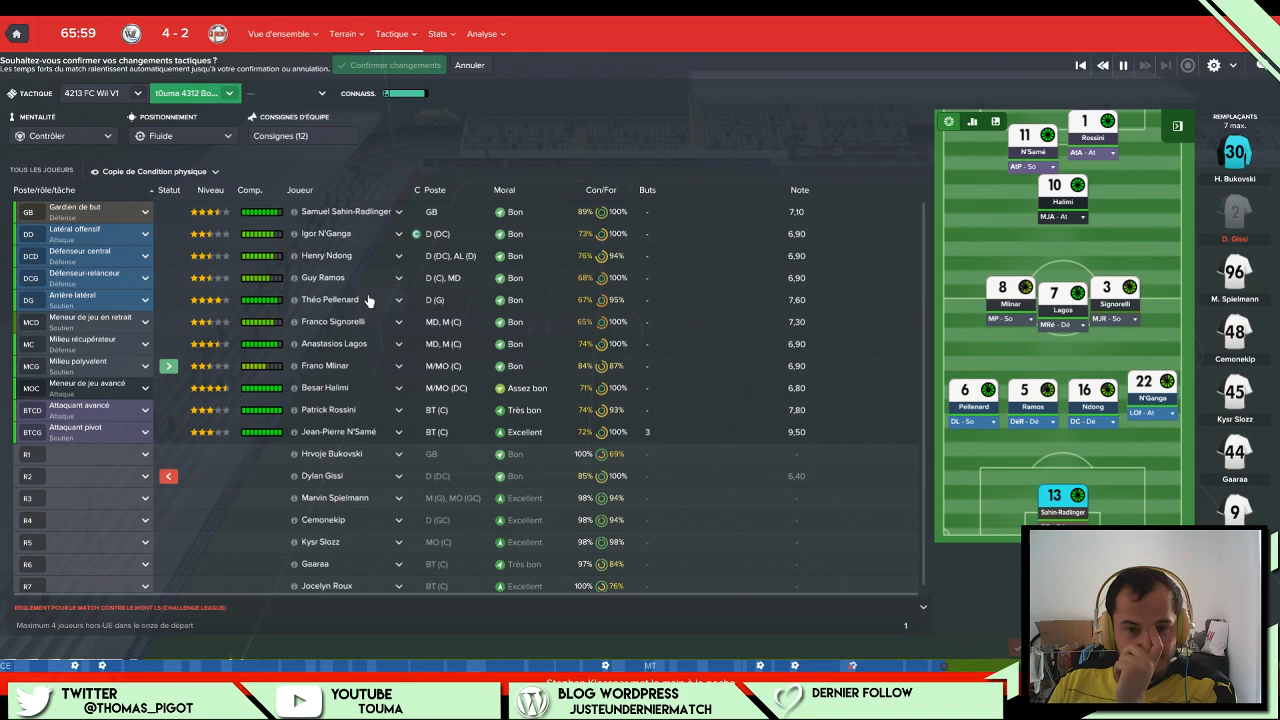 65:59 4 - 2 Vue d'ensemble Terrain Tactique Stats Analyse
Souhaitez-vous confirmer vos changements tactiques ?
Les temps forts du match ralentissent automatiquement jusqu'à votre confirmation ou annulation.
Confirmer changements Annuler
TACTIQUE 4213 FC Wil V1 t0uma 4312 Bo... — CONNAISS.
MENTALITÉ POSITIONNEMENT CONSIGNES D'ÉQUIPE
Contrôler Fluide Consignes (12)
TOUS LES JOUEURS Copie de Condition physique
Poste/rôle/tâche Statut Niveau Comp. Joueur C Poste Moral Con/For Buts Note
GB Gardien de but Défense Samuel Sahin-Radlinger GB Bon 89% 100% - 7,10
DD Latéral offensif Attaque Igor N'Ganga C D (DC) Bon 73% 100% - 6,90
DCD Défenseur central Défense Henry Ndong D (DC), AL (D) Bon 76% 94% - 6,90
DCG Défenseur-relanceur Défense Guy Ramos D (C), MD Bon 68% 100% - 6,90
DG Arrière latéral Soutien Théo Pellenard D (G) Bon 67% 95% - 7,60
MCD Meneur de jeu en retrait Soutien Franco Signorelli MD, M (C) Bon 65% 100% - 7,30
MC Milieu récupérateur Défense Anastasios Lagos MD, M (C) Bon 74% 100% - 6,90
MCG Milieu polyvalent Soutien Frano Mlinar M/MO (C) Bon 84% 87% - 6,90
MOC Meneur de jeu avancé Attaque Besar Halimi M/MO (DC) Assez bon 71% 100% - 6,80
BTCD Attaquant avancé Attaque Patrick Rossini BT (C) Très bon 74% 93% - 7,80
BTCG Attaquant pivot Soutien Jean-Pierre N'Samé BT (C) Excellent 72% 100% 3 9,50
R1 Hrvoje Bukovski GB Bon 100% 69% - -
R2 Dylan Gissi D (DC) Bon 85% 100% - 6,40
R3 Marvin Spielmann M (G), MO (GC) Excellent 98% 94% - -
R4 Cemonekip D (GC) Excellent 98% 94% - -
R5 Kysr Slozz MO (C) Excellent 98% 98% - -
R6 Gaaraa BT (C) Très bon 97% 84% - -
R7 Jocelyn Roux BT (C) Excellent 100% 76% - -
RÈGLEMENT POUR LE MATCH CONTRE LE MONT LS (CHALLENGE LEAGUE)
Maximum 4 joueurs hors-UE dans le onze de départ 1
11 N'Samé AtP - So
1 Rossini AtA - At
10 Halimi MJA - At
8 Mlinar MP - So
7 Lagos MRé - Dé
3 Signorelli MJR - So
6 Pellenard DL - So
5 Ramos DéR - Dé
16 Ndong DC - Dé
22 N'Ganga LOf - At
13 Sahin-Radlinger
REMPLAÇANTS
7 max.
30
H. Bukovski
2
D. Gissi
96
M. Spielmann
48
Cemonekip
45
Kysr Slozz
44
Gaaraa
9
CE MT
TWITTER
@THOMAS_PIGOT
YOUTUBE
TOUMA
BLOG WORDPRESS
JUSTEUNDERNIERMATCH
DERNIER FOLLOW